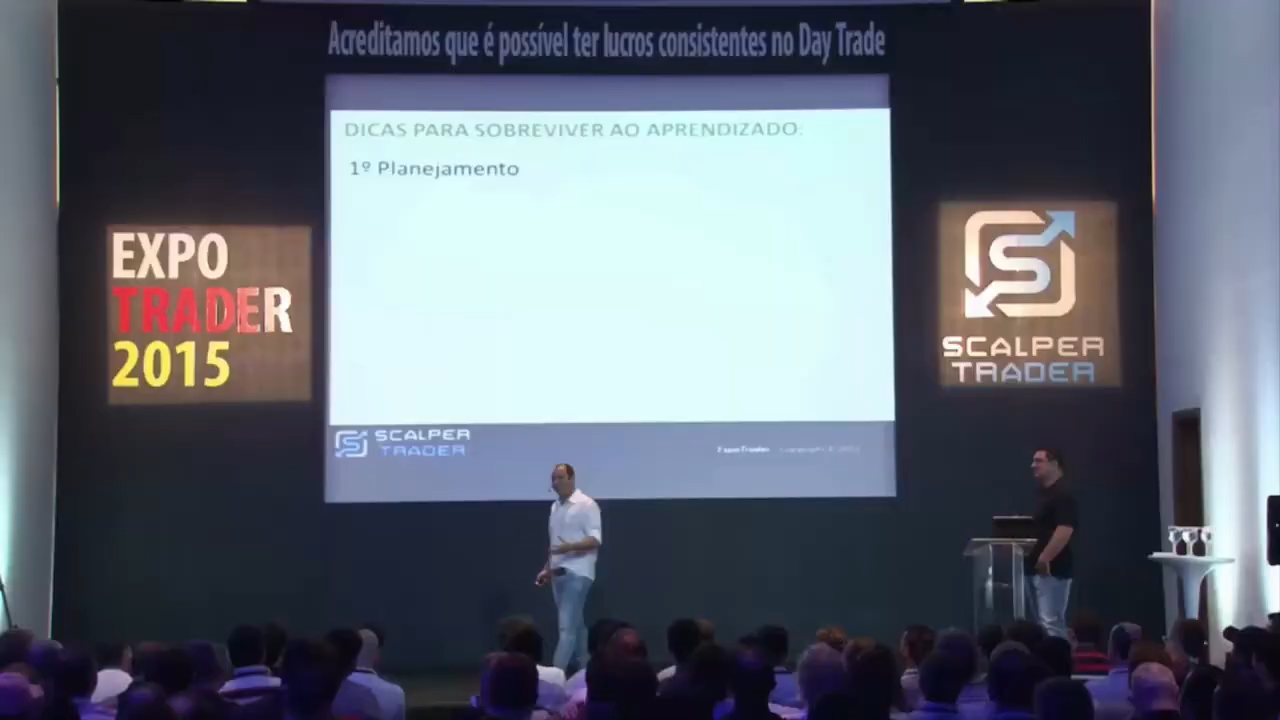 Acreditamos que é possível ter lucros consistentes no Day Trade
DICAS PARA SOBREVIVER AO APRENDIZADO:
1º Planejamento
EXPO
TRADER
2015
SCALPER
TRADER
SCALPER
TRADER
ExpoTrader